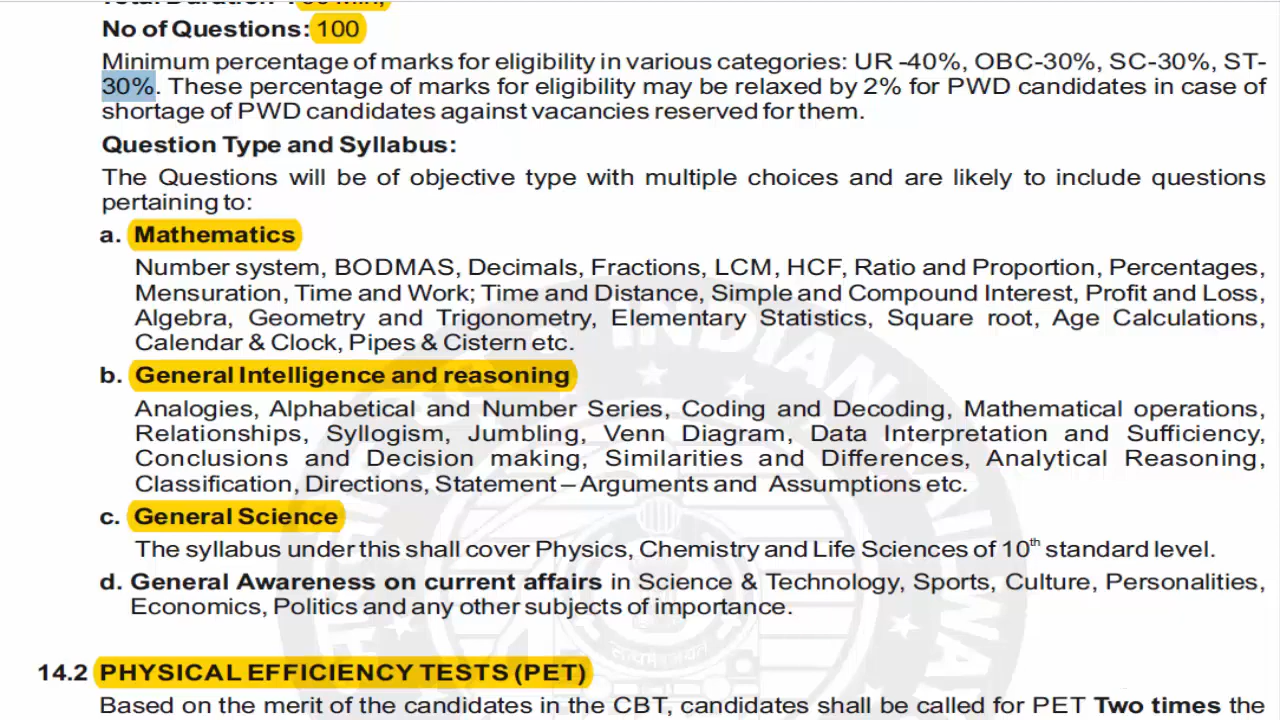 No of Questions: 100
Minimum percentage of marks for eligibility in various categories: UR -40%, OBC-30%, SC-30%, ST-
30%. These percentage of marks for eligibility may be relaxed by 2% for PWD candidates in case of
shortage of PWD candidates against vacancies reserved for them.
Question Type and Syllabus:
The Questions will be of objective type with multiple choices and are likely to include questions
pertaining to:
a. Mathematics
Number system, BODMAS, Decimals, Fractions, LCM, HCF, Ratio and Proportion, Percentages,
Mensuration, Time and Work; Time and Distance, Simple and Compound Interest, Profit and Loss,
Algebra, Geometry and Trigonometry, Elementary Statistics, Square root, Age Calculations,
Calendar & Clock, Pipes & Cistern etc.
b. General Intelligence and reasoning
Analogies, Alphabetical and Number Series, Coding and Decoding, Mathematical operations,
Relationships, Syllogism, Jumbling, Venn Diagram, Data Interpretation and Sufficiency,
Conclusions and Decision making, Similarities and Differences, Analytical Reasoning,
Classification, Directions, Statement – Arguments and Assumptions etc.
c. General Science
The syllabus under this shall cover Physics, Chemistry and Life Sciences of 10th standard level.
d. General Awareness on current affairs in Science & Technology, Sports, Culture, Personalities,
Economics, Politics and any other subjects of importance.
14.2 PHYSICAL EFFICIENCY TESTS (PET)
Based on the merit of the candidates in the CBT, candidates shall be called for PET Two times the
INDIAN